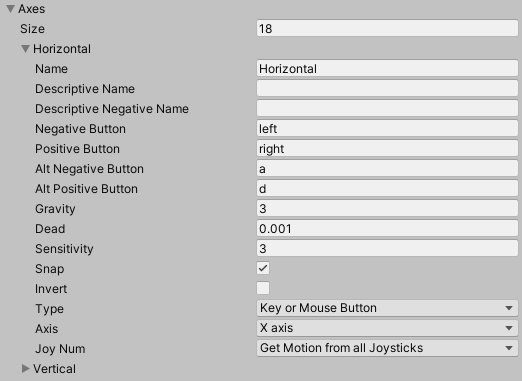 Axes
Size 18
Horizontal
Name Horizontal
Descriptive Name
Descriptive Negative Name
Negative Button left
Positive Button right
Alt Negative Button a
Alt Positive Button d
Gravity 3
Dead 0.001
Sensitivity 3
Snap
Invert
Type Key or Mouse Button
Axis X axis
Joy Num Get Motion from all Joysticks
Vertical